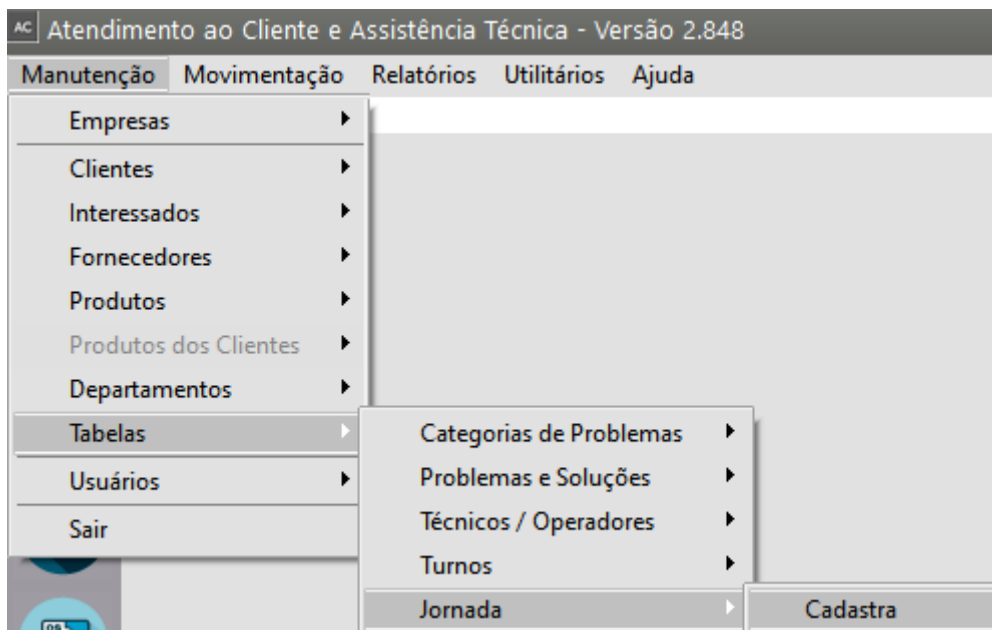 AC Atendimento ao Cliente e Assistência Técnica - Versão 2.848
Manutenção Movimentação Relatórios Utilitários Ajuda
Empresas
Clientes
Interessados
Fornecedores
Produtos
Produtos dos Clientes
Departamentos
Tabelas
Usuários
Sair
Categorias de Problemas
Problemas e Soluções
Técnicos / Operadores
Turnos
Jornada
Cadastra
OS